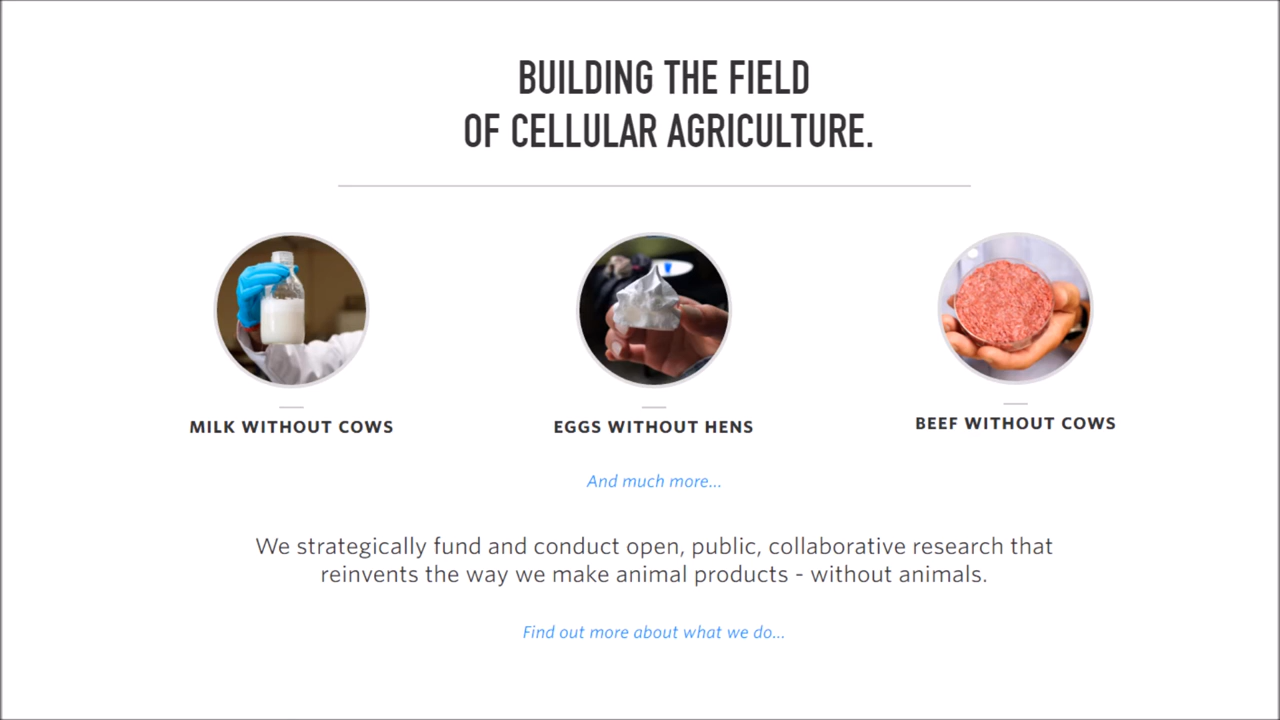 BUILDING THE FIELD
OF CELLULAR AGRICULTURE.
MILK WITHOUT COWS
EGGS WITHOUT HENS
BEEF WITHOUT COWS
And much more...
We strategically fund and conduct open, public, collaborative research that
reinvents the way we make animal products - without animals.
Find out more about what we do...